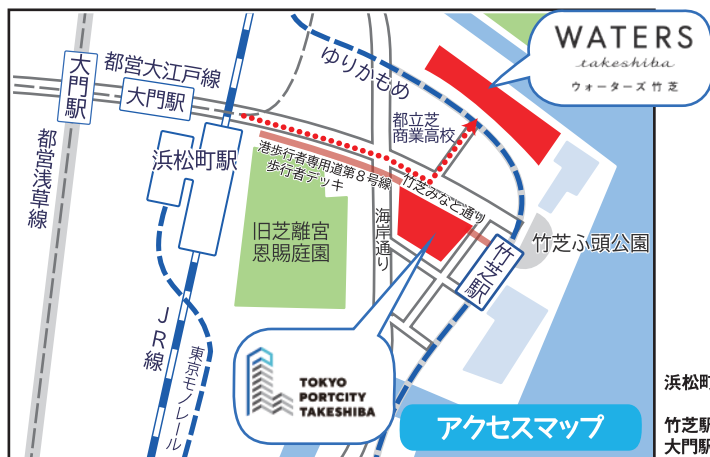 WATERS
takeshiba
ウォーターズ竹芝
ゆりかもめ
都営大江戸線
大門駅
大門駅
都営浅草線
浜松町駅
都立芝
商業高校
港歩行者専用道第8号線
歩行者デッキ
竹芝みなと通り
海岸通り
旧芝離宮
恩賜庭園
竹芝ふ頭公園
竹芝駅
JR線
東京モノレール
TOKYO
PORTCITY
TAKESHIBA
アクセスマップ
浜松町
竹芝駅
大門駅